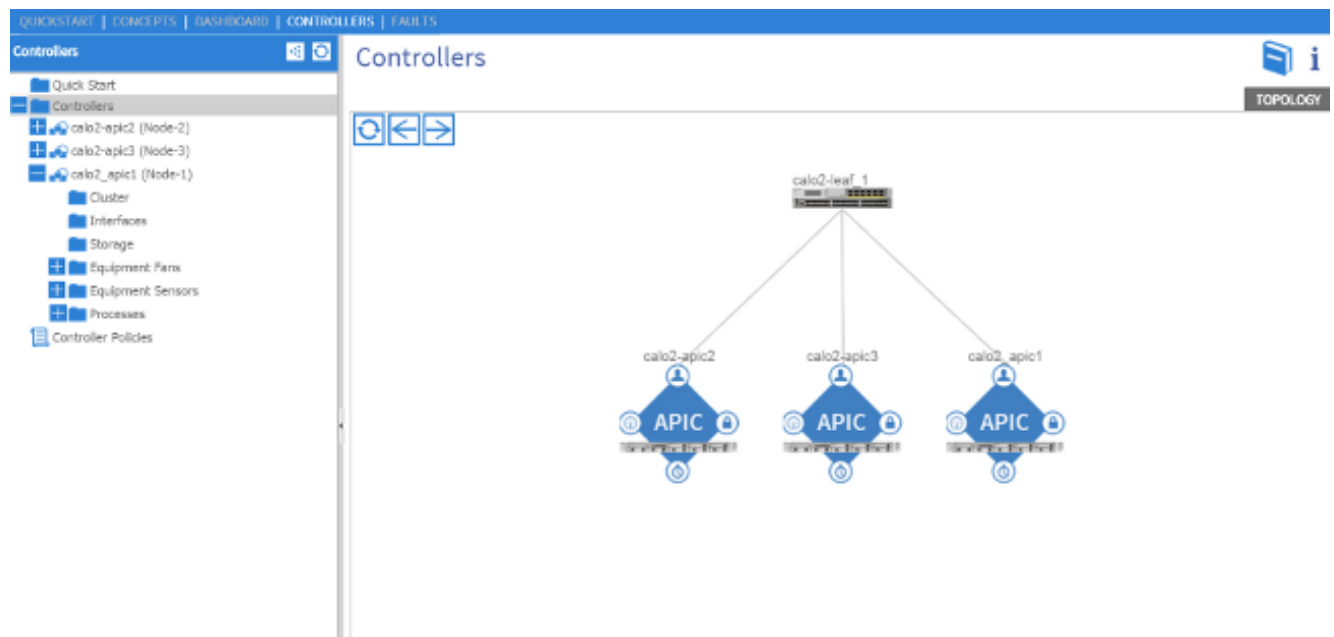 QUICKSTART | CONCEPTS | DASHBOARD | CONTROLLERS | FAULTS
Controllers
Quick Start
Controllers
calo2-apic2 (Node-2)
calo2-apic3 (Node-3)
calo2_apic1 (Node-1)
Cluster
Interfaces
Storage
Equipment Fans
Equipment Sensors
Processes
Controller Policies
Controllers
i
TOPOLOGY
calo2-leaf_1
calo2-apic2
calo2-apic3
calo2_apic1
APIC
APIC
APIC